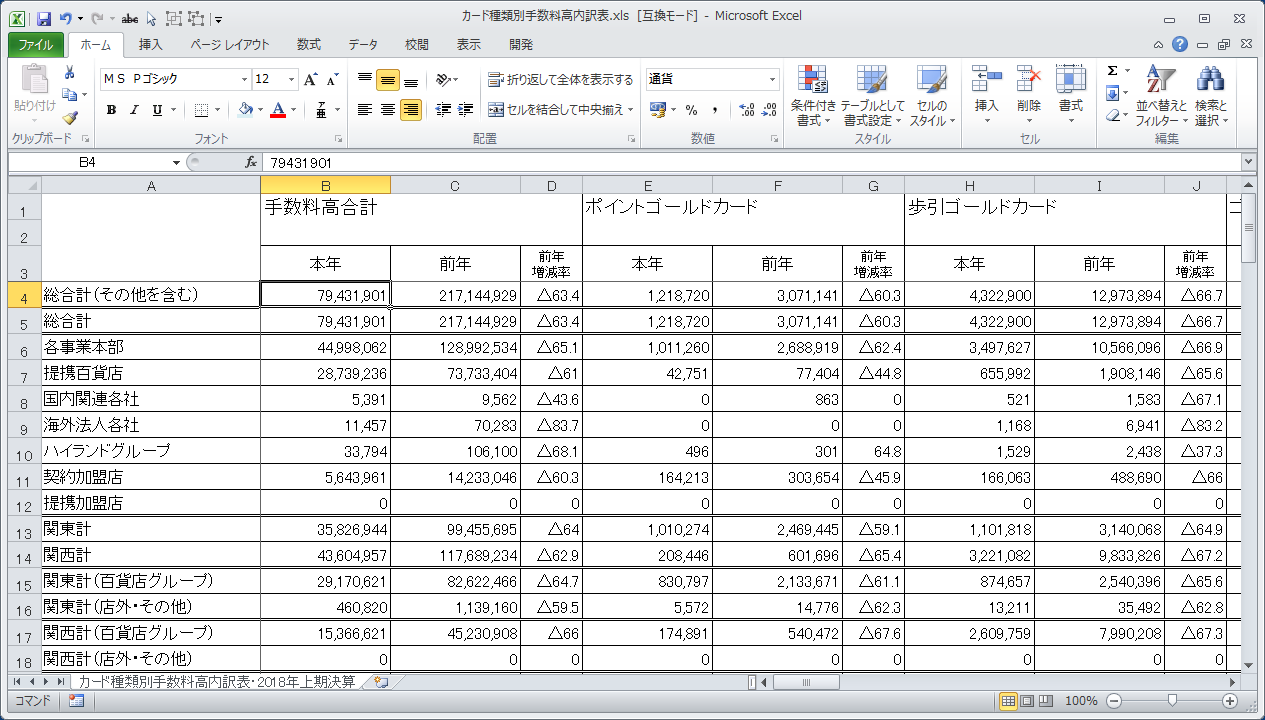 カード種類別手数料高内訳表.xls [互換モード] - Microsoft Excel
ファイル ホーム 挿入 ページ レイアウト 数式 データ 校閲 表示 開発
貼り付け
クリップボード
ＭＳ Ｐゴシック 12
B I U
フォント
折り返して全体を表示する
セルを結合して中央揃え
配置
通貨
数値
条件付き書式 テーブルとして書式設定 セルのスタイル
スタイル
挿入 削除 書式
セル
並べ替えとフィルター 検索と選択
編集
B4 fx 79431901
A B C D E F G H I J
1 手数料高合計 ポイントゴールドカード 歩引ゴールドカード
2
3 本年 前年 前年増減率 本年 前年 前年増減率 本年 前年 前年増減率
4 総合計(その他を含む) 79,431,901 217,144,929 △63.4 1,218,720 3,071,141 △60.3 4,322,900 12,973,894 △66.7
5 総合計 79,431,901 217,144,929 △63.4 1,218,720 3,071,141 △60.3 4,322,900 12,973,894 △66.7
6 各事業本部 44,998,062 128,992,534 △65.1 1,011,260 2,688,919 △62.4 3,497,627 10,566,096 △66.9
7 提携百貨店 28,739,236 73,733,404 △61 42,751 77,404 △44.8 655,992 1,908,146 △65.6
8 国内関連各社 5,391 9,562 △43.6 0 863 0 521 1,583 △67.1
9 海外法人各社 11,457 70,283 △83.7 0 0 0 1,168 6,941 △83.2
10 ハイランドグループ 33,794 106,100 △68.1 496 301 64.8 1,529 2,438 △37.3
11 契約加盟店 5,643,961 14,233,046 △60.3 164,213 303,654 △45.9 166,063 488,690 △66
12 提携加盟店 0 0 0 0 0 0 0 0 0
13 関東計 35,826,944 99,455,695 △64 1,010,274 2,469,445 △59.1 1,101,818 3,140,068 △64.9
14 関西計 43,604,957 117,689,234 △62.9 208,446 601,696 △65.4 3,221,082 9,833,826 △67.2
15 関東計(百貨店グループ) 29,170,621 82,622,466 △64.7 830,797 2,133,671 △61.1 874,657 2,540,396 △65.6
16 関東計(店外・その他) 460,820 1,139,160 △59.5 5,572 14,776 △62.3 13,211 35,492 △62.8
17 関西計(百貨店グループ) 15,366,621 45,230,908 △66 174,891 540,472 △67.6 2,609,759 7,990,208 △67.3
18 関西計(店外・その他) 0 0 0 0 0 0 0 0 0
カード種類別手数料高内訳表・2018年上期決算
コマンド 100%